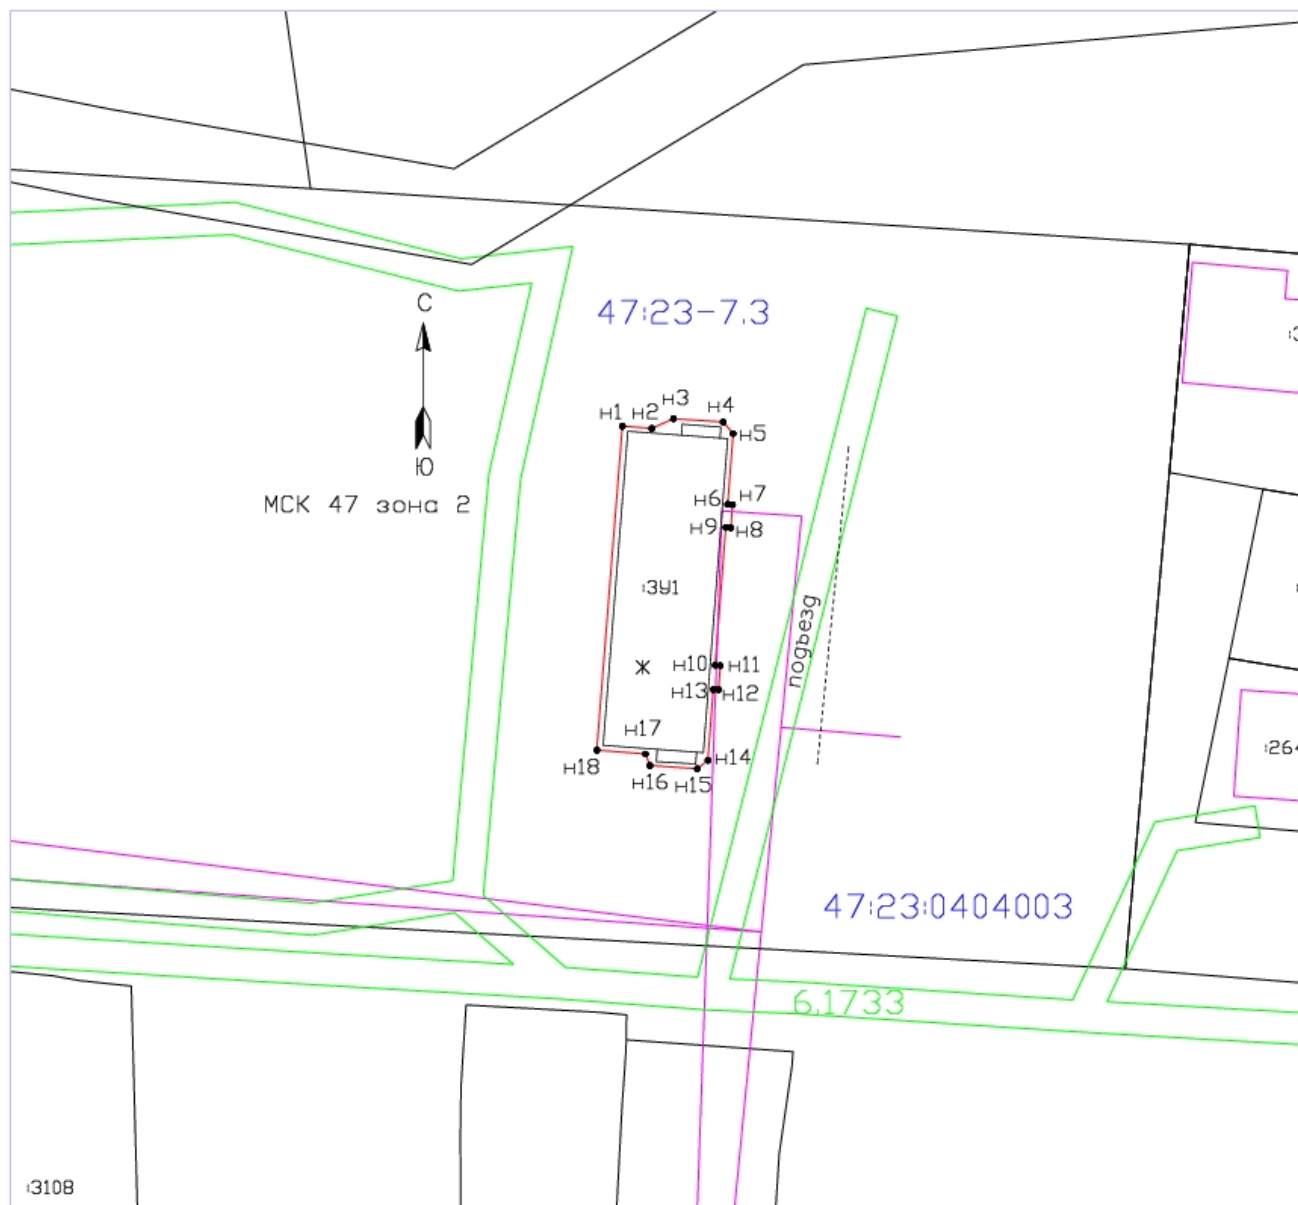 С
47:23-7.3
:3
н1 н2 н3 н4
н5
Ю
МСК 47 зона 2
н6 н7
н9 н8
:ЗУ1
подъезд
н10 н11
Ж
н13 н12
н17
н14
н18
н16 н15
:264
47:23:0404003
6.1733
:3108